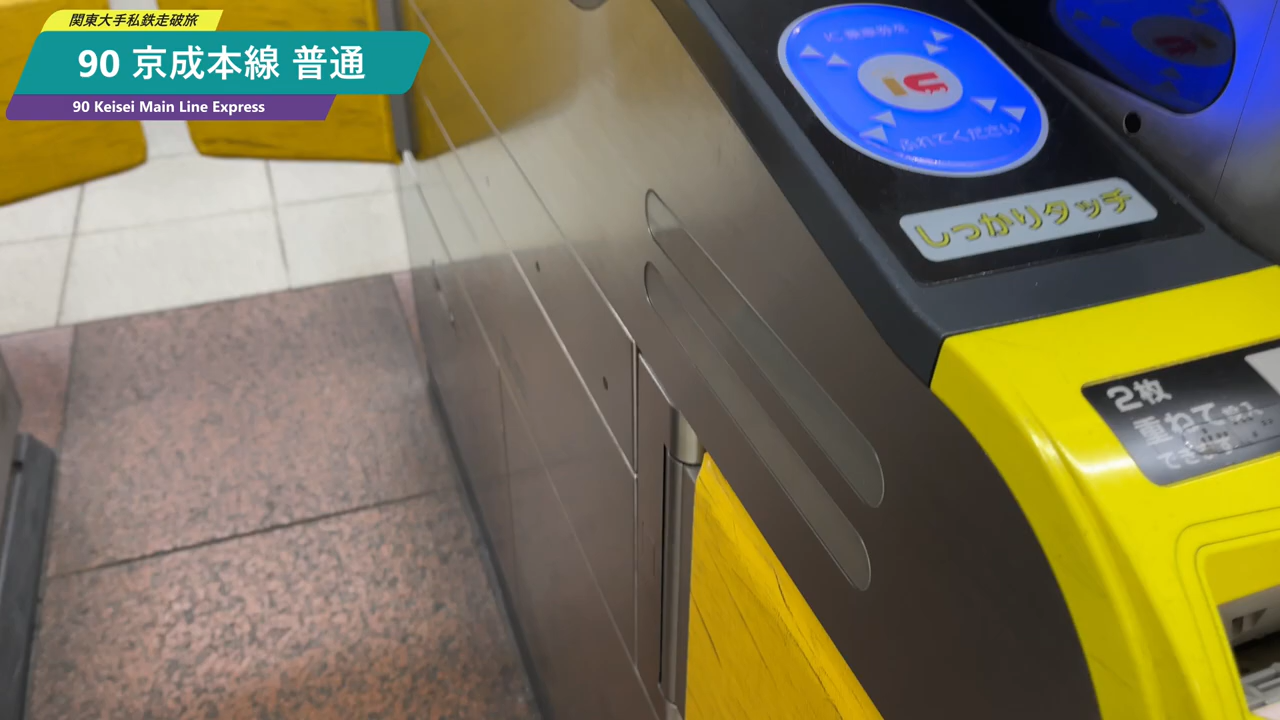 関東大手私鉄走破旅
90 京成本線 普通
90 Keisei Main Line Express
ふれてください
しっかりタッチ
2枚
重ねて